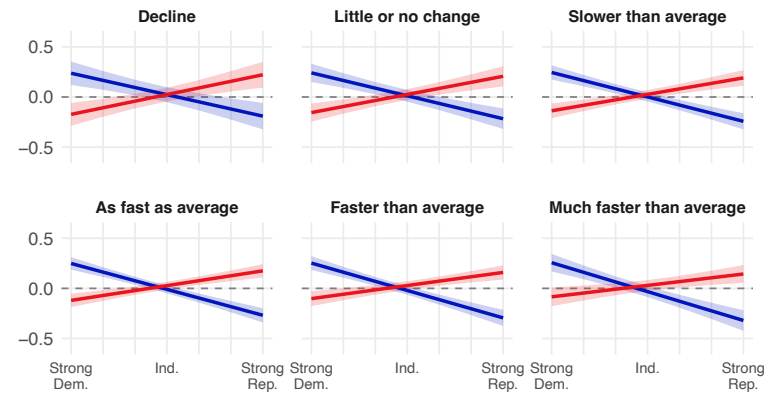 Decline
Little or no change
Slower than average
0.5
0.0
−0.5
As fast as average
Faster than average
Much faster than average
0.5
0.0
−0.5
Strong Dem.
Ind.
Strong Rep.
Strong Dem.
Ind.
Strong Rep.
Strong Dem.
Ind.
Strong Rep.